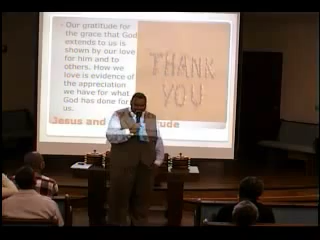 Our gratitude for
the grace that God
extends to us is
shown by our love
for him and to
others. How we
love is evidence of
the appreciation
we have for what
God has done for
us.
THANK
YOU
Jesus and